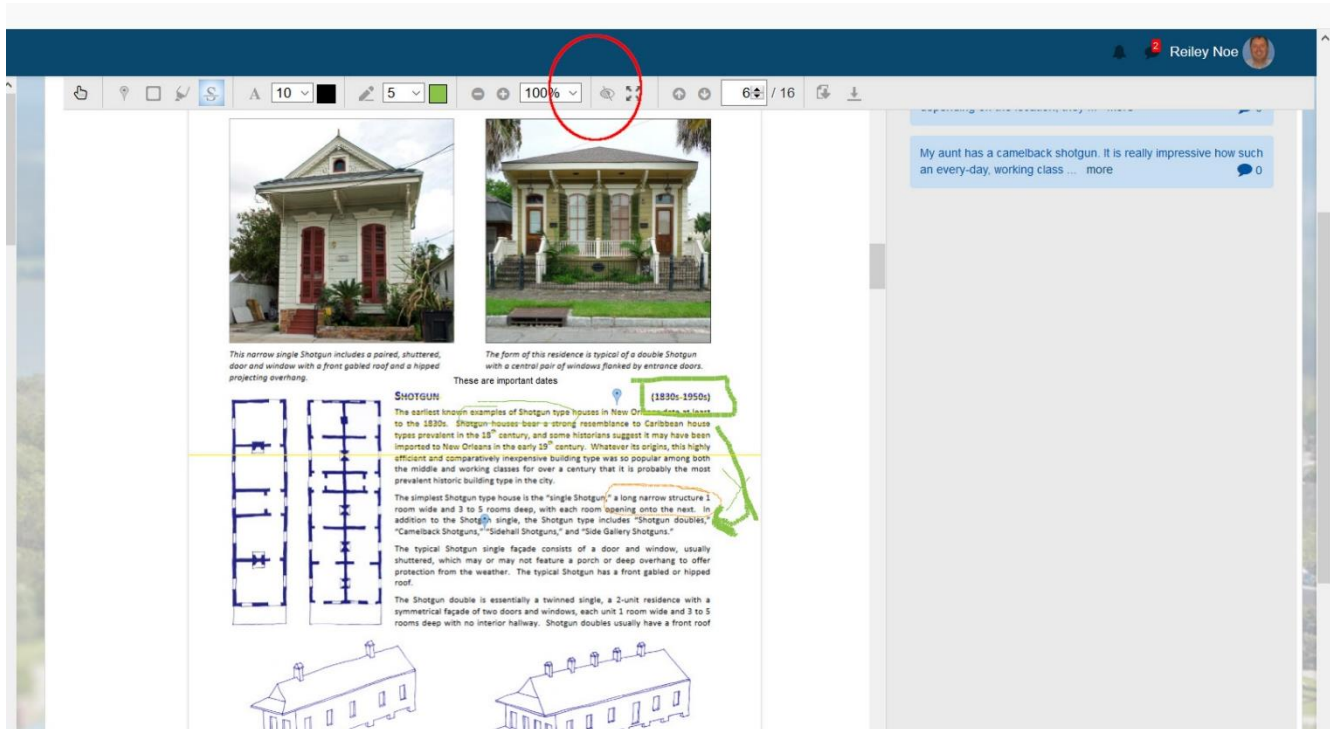 2 Reiley Noe
A 10 5 100% 6 / 16
My aunt has a camelback shotgun. It is really impressive how such
an every-day, working class ... more 0
This narrow single Shotgun includes a paired, shuttered,
door and window with a front gabled roof and a hipped
projecting overhang.
The form of this residence is typical of a double Shotgun
with a central pair of windows flanked by entrance doors.
These are important dates
SHOTGUN (1830s-1950s)
The earliest known examples of Shotgun type houses in New Orleans date at least
to the 1830s. Shotgun houses bear a strong resemblance to Caribbean house
types prevalent in the 18th century, and some historians suggest it may have been
imported to New Orleans in the early 19th century. Whatever its origins, this highly
efficient and comparatively inexpensive building type was so popular among both
the middle and working classes for over a century that it is probably the most
prevalent historic building type in the city.
The simplest Shotgun type house is the "single Shotgun," a long narrow structure 1
room wide and 3 to 5 rooms deep, with each room opening onto the next. In
addition to the Shotgun single, the Shotgun type includes "Shotgun doubles,"
"Camelback Shotguns," "Sidehall Shotguns," and "Side Gallery Shotguns."
The typical Shotgun single façade consists of a door and window, usually
shuttered, which may or may not feature a porch or deep overhang to offer
protection from the weather. The typical Shotgun has a front gabled or hipped
roof.
The Shotgun double is essentially a twinned single, a 2-unit residence with a
symmetrical façade of two doors and windows, each unit 1 room wide and 3 to 5
rooms deep with no interior hallway. Shotgun doubles usually have a front roof